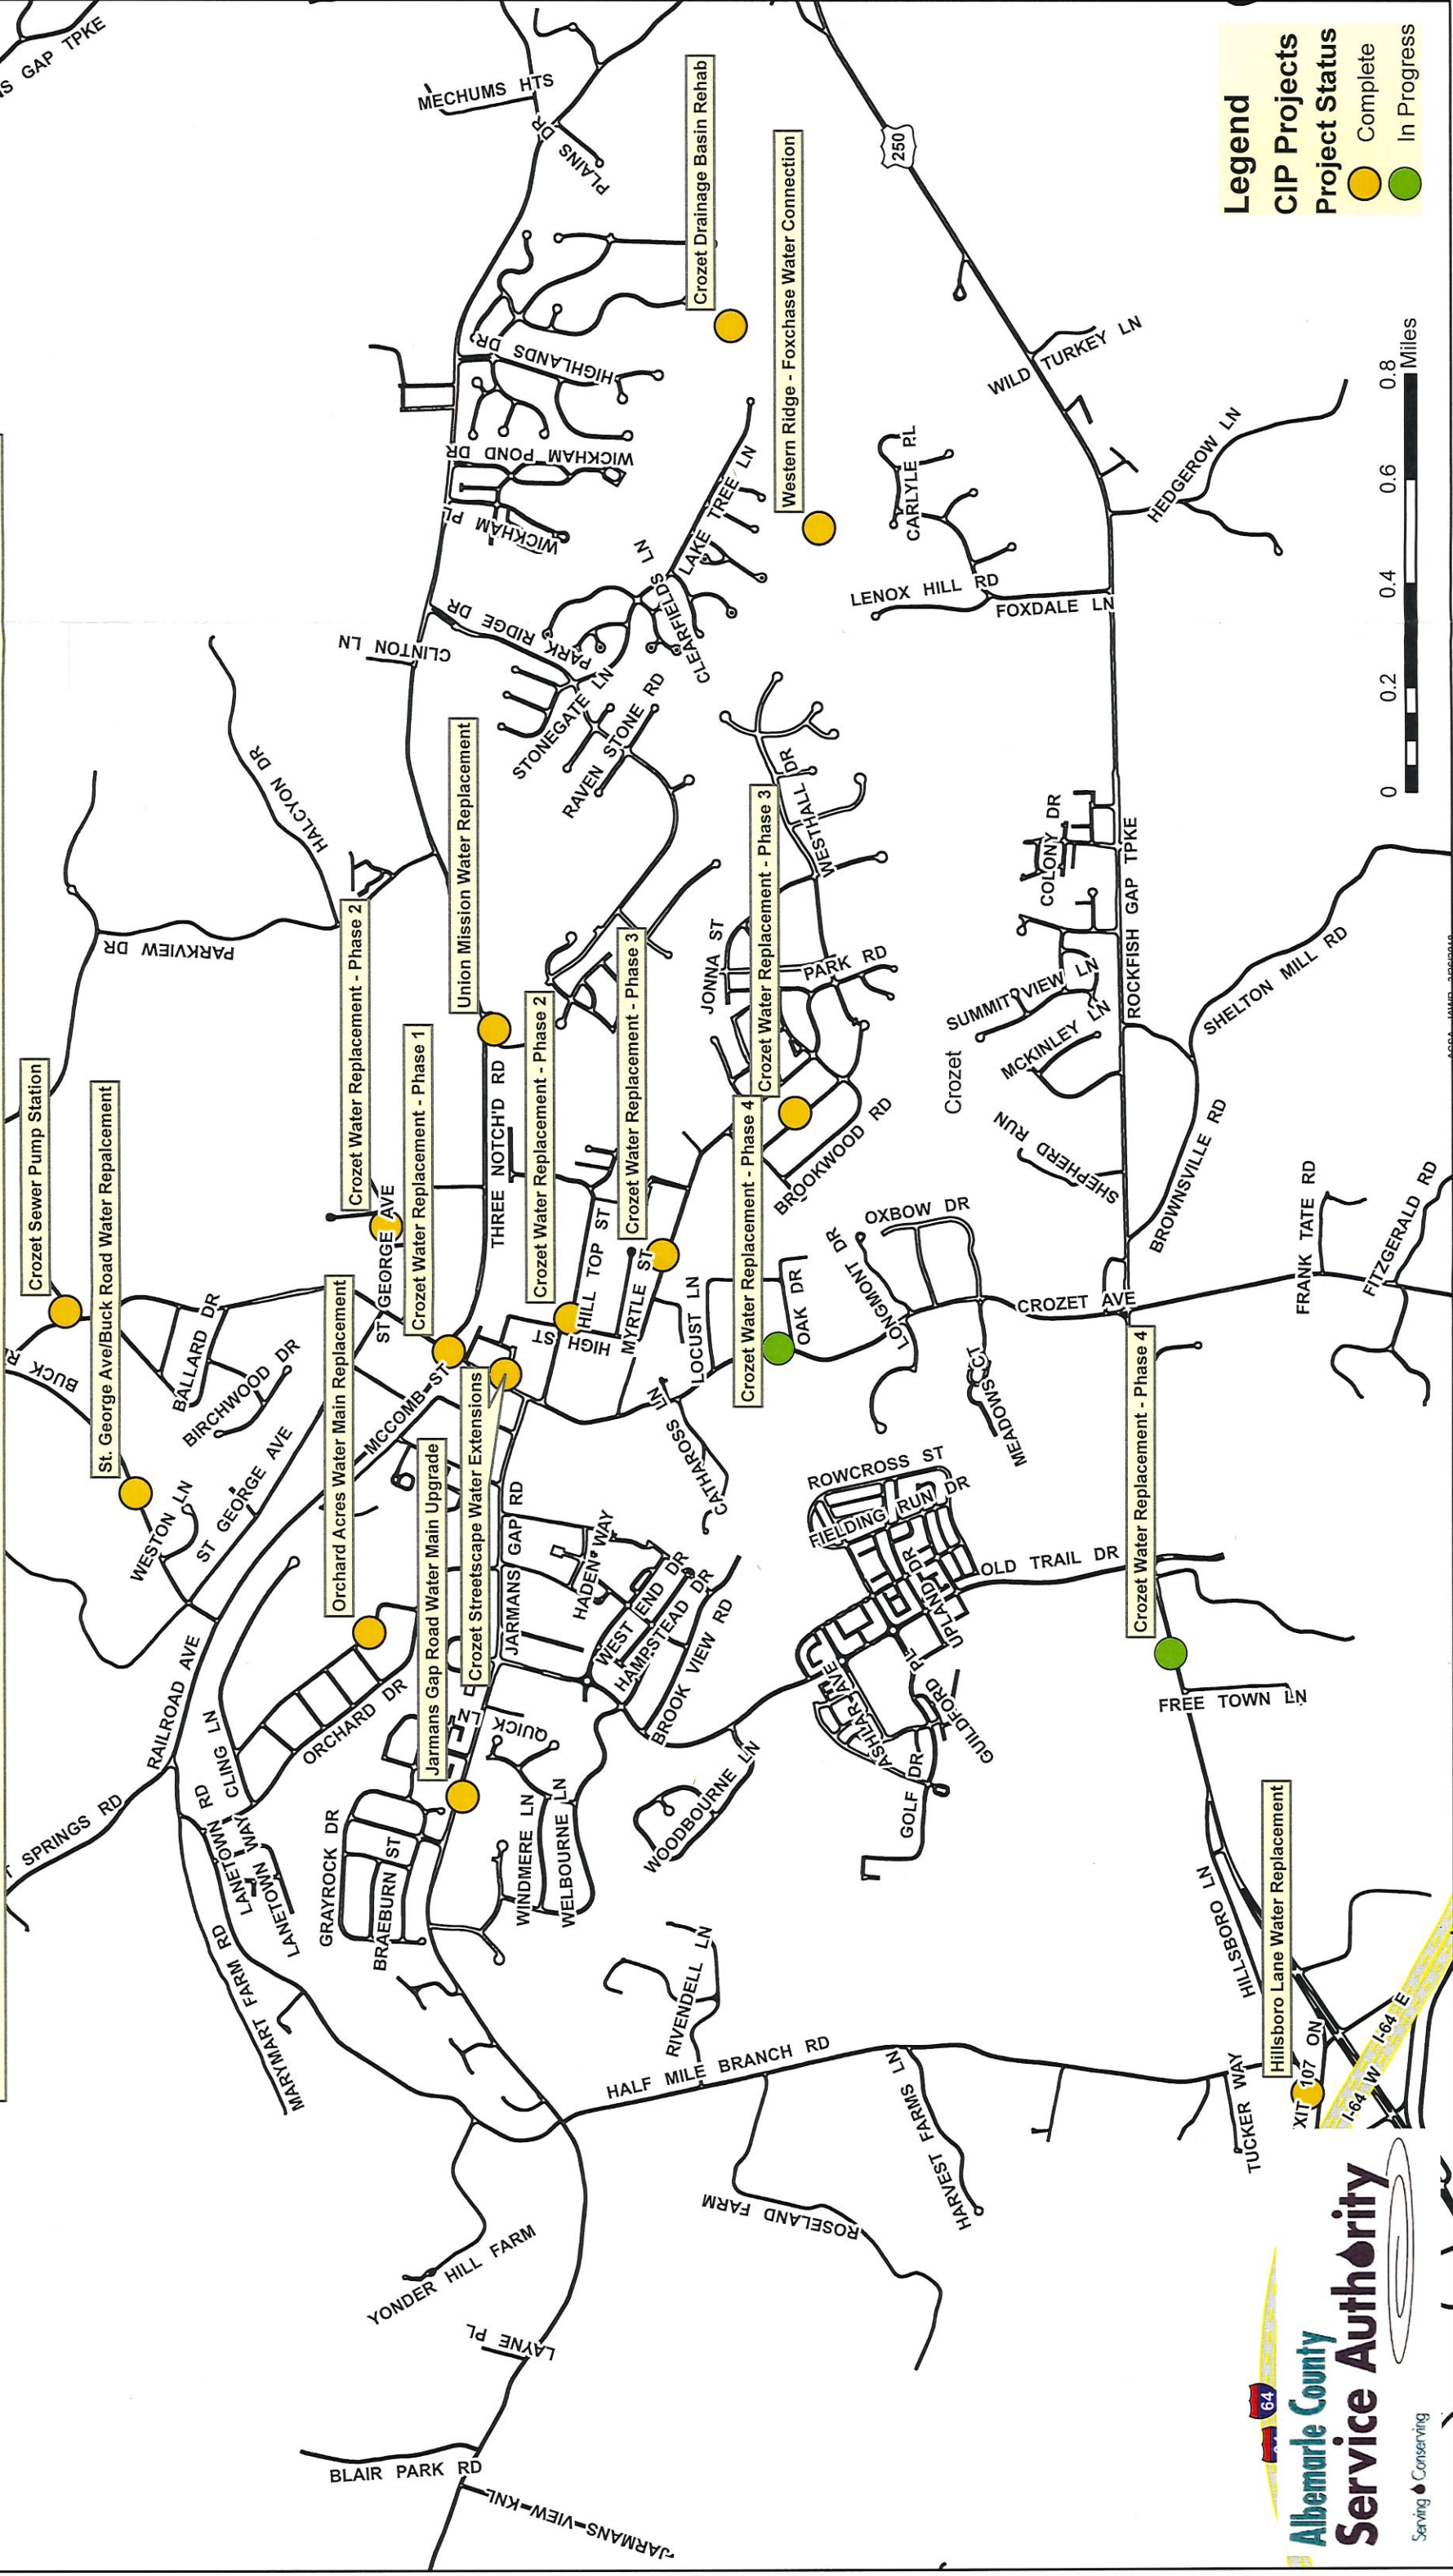 S GAP TPKE
MECHUMS HTS
PLAINS DR
Crozet Drainage Basin Rehab
Western Ridge - Foxchase Water Connection
250
Legend
CIP Projects
Project Status
Complete
In Progress
HIGHLANDS DR
WICKHAM POND DR
WICKHAM PL
LAKE TREE LN
CLEARFIELDS LN
PARK RIDGE DR
CLINTON LN
STONEGATE LN
RAVEN STONE RD
CARLYLE PL
LENOX HILL RD
FOXDALE LN
WILD TURKEY LN
HEDGEROW LN
0 0.2 0.4 0.6 0.8
Miles
HALCYON DR
PARKVIEW DR
Union Mission Water Replacement
Crozet Water Replacement - Phase 2
Crozet Water Replacement - Phase 1
Crozet Water Replacement - Phase 2
Crozet Water Replacement - Phase 3
Crozet Water Replacement - Phase 3
Crozet Water Replacement - Phase 4
WESTHALL DR
JONNA ST
PARK RD
BROOKWOOD RD
COLONY DR
SUMMIT VIEW LN
MCKINLEY LN
ROCKFISH GAP TPKE
SHELTON MILL RD
Crozet
SHEPHERD RUN
BROWNSVILLE RD
FRANK TATE RD
FITZGERALD RD
Crozet Sewer Pump Station
St. George Ave/Buck Road Water Repalcement
BUCK R
BALLARD DR
BIRCHWOOD DR
ST GEORGE AVE
THREE NOTCH'D RD
HILL TOP ST
HIGH ST
MYRTLE ST
LOCUST LN
OAK DR
LONGMONT DR
OXBOW DR
CROZET AVE
MEADOWS CT
CATHAROSS LN
MCCOMB ST
Orchard Acres Water Main Replacement
Jarmans Gap Road Water Main Upgrade
Crozet Streetscape Water Extensions
WESTON LN
ST GEORGE AVE
JARMANS GAP RD
HADEN WAY
WEST END DR
HAMPSTEAD DR
BROOK VIEW RD
ROWCROSS ST
FIELDING RUN DR
UPLAND DR
OLD TRAIL DR
Crozet Water Replacement - Phase 4
ASHLAR AVE
GUILDFORD PL
GOLF DR
FREE TOWN LN
RAILROAD AVE
CLING LN
ORCHARD DR
QUICK LN
WOODBOURNE LN
T SPRINGS RD
LANETOWN RD
LANETOWN WAY
GRAYROCK DR
BRAEBURN ST
WINDMERE LN
WELBOURNE LN
MARYMART FARM RD
RIVENDELL LN
HALF MILE BRANCH RD
HARVEST FARMS LN
HILLSBORO LN
Hillsboro Lane Water Replacement
TUCKER WAY
XIT 107 ON
I-64 W
I-64 E
ROSELAND FARM
YONDER HILL FARM
LAYNE PL
BLAIR PARK RD
JARMANS VIEW KNL
64
Albemarle County
Service Authority
Serving Conserving